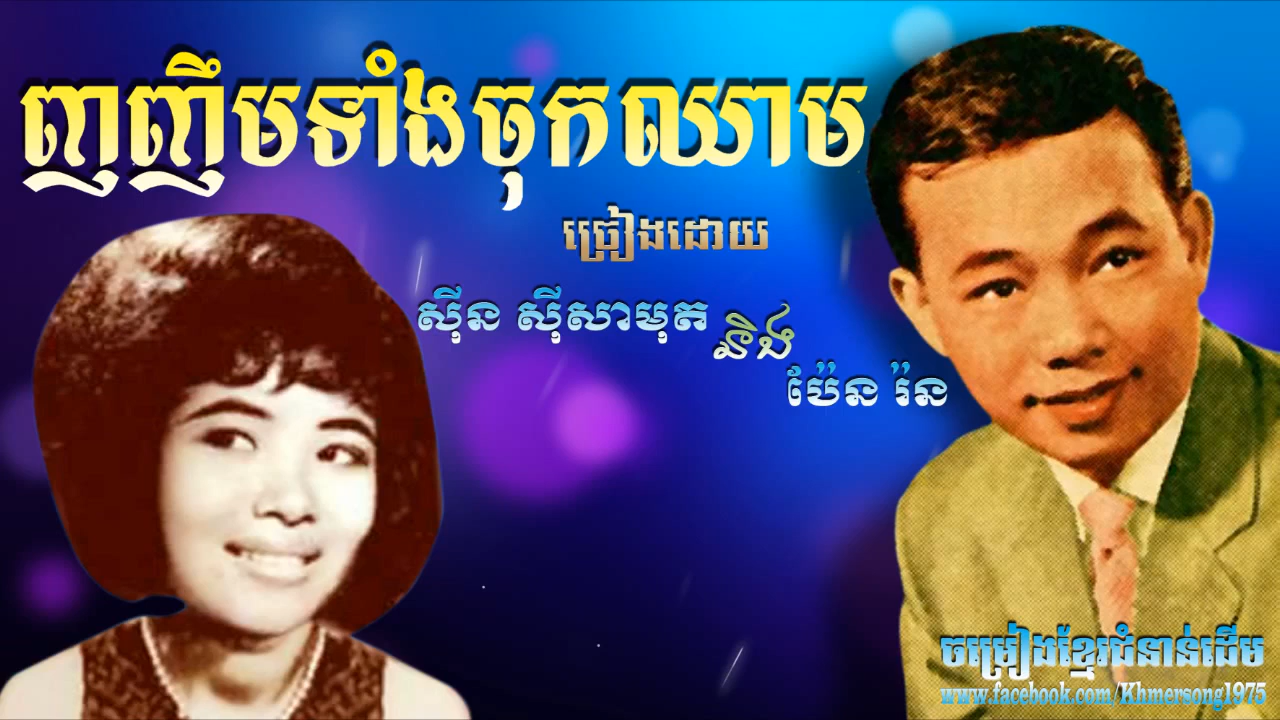 ញញឹមទាំងចុកឈាម
ច្រៀងដោយ
ស៊ីន ស៊ីសាមុត
និង
ប៉ែន រ៉ន
ចម្រៀងខ្មែរជំនាន់ដើម
www.facebook.com/Khmersong1975